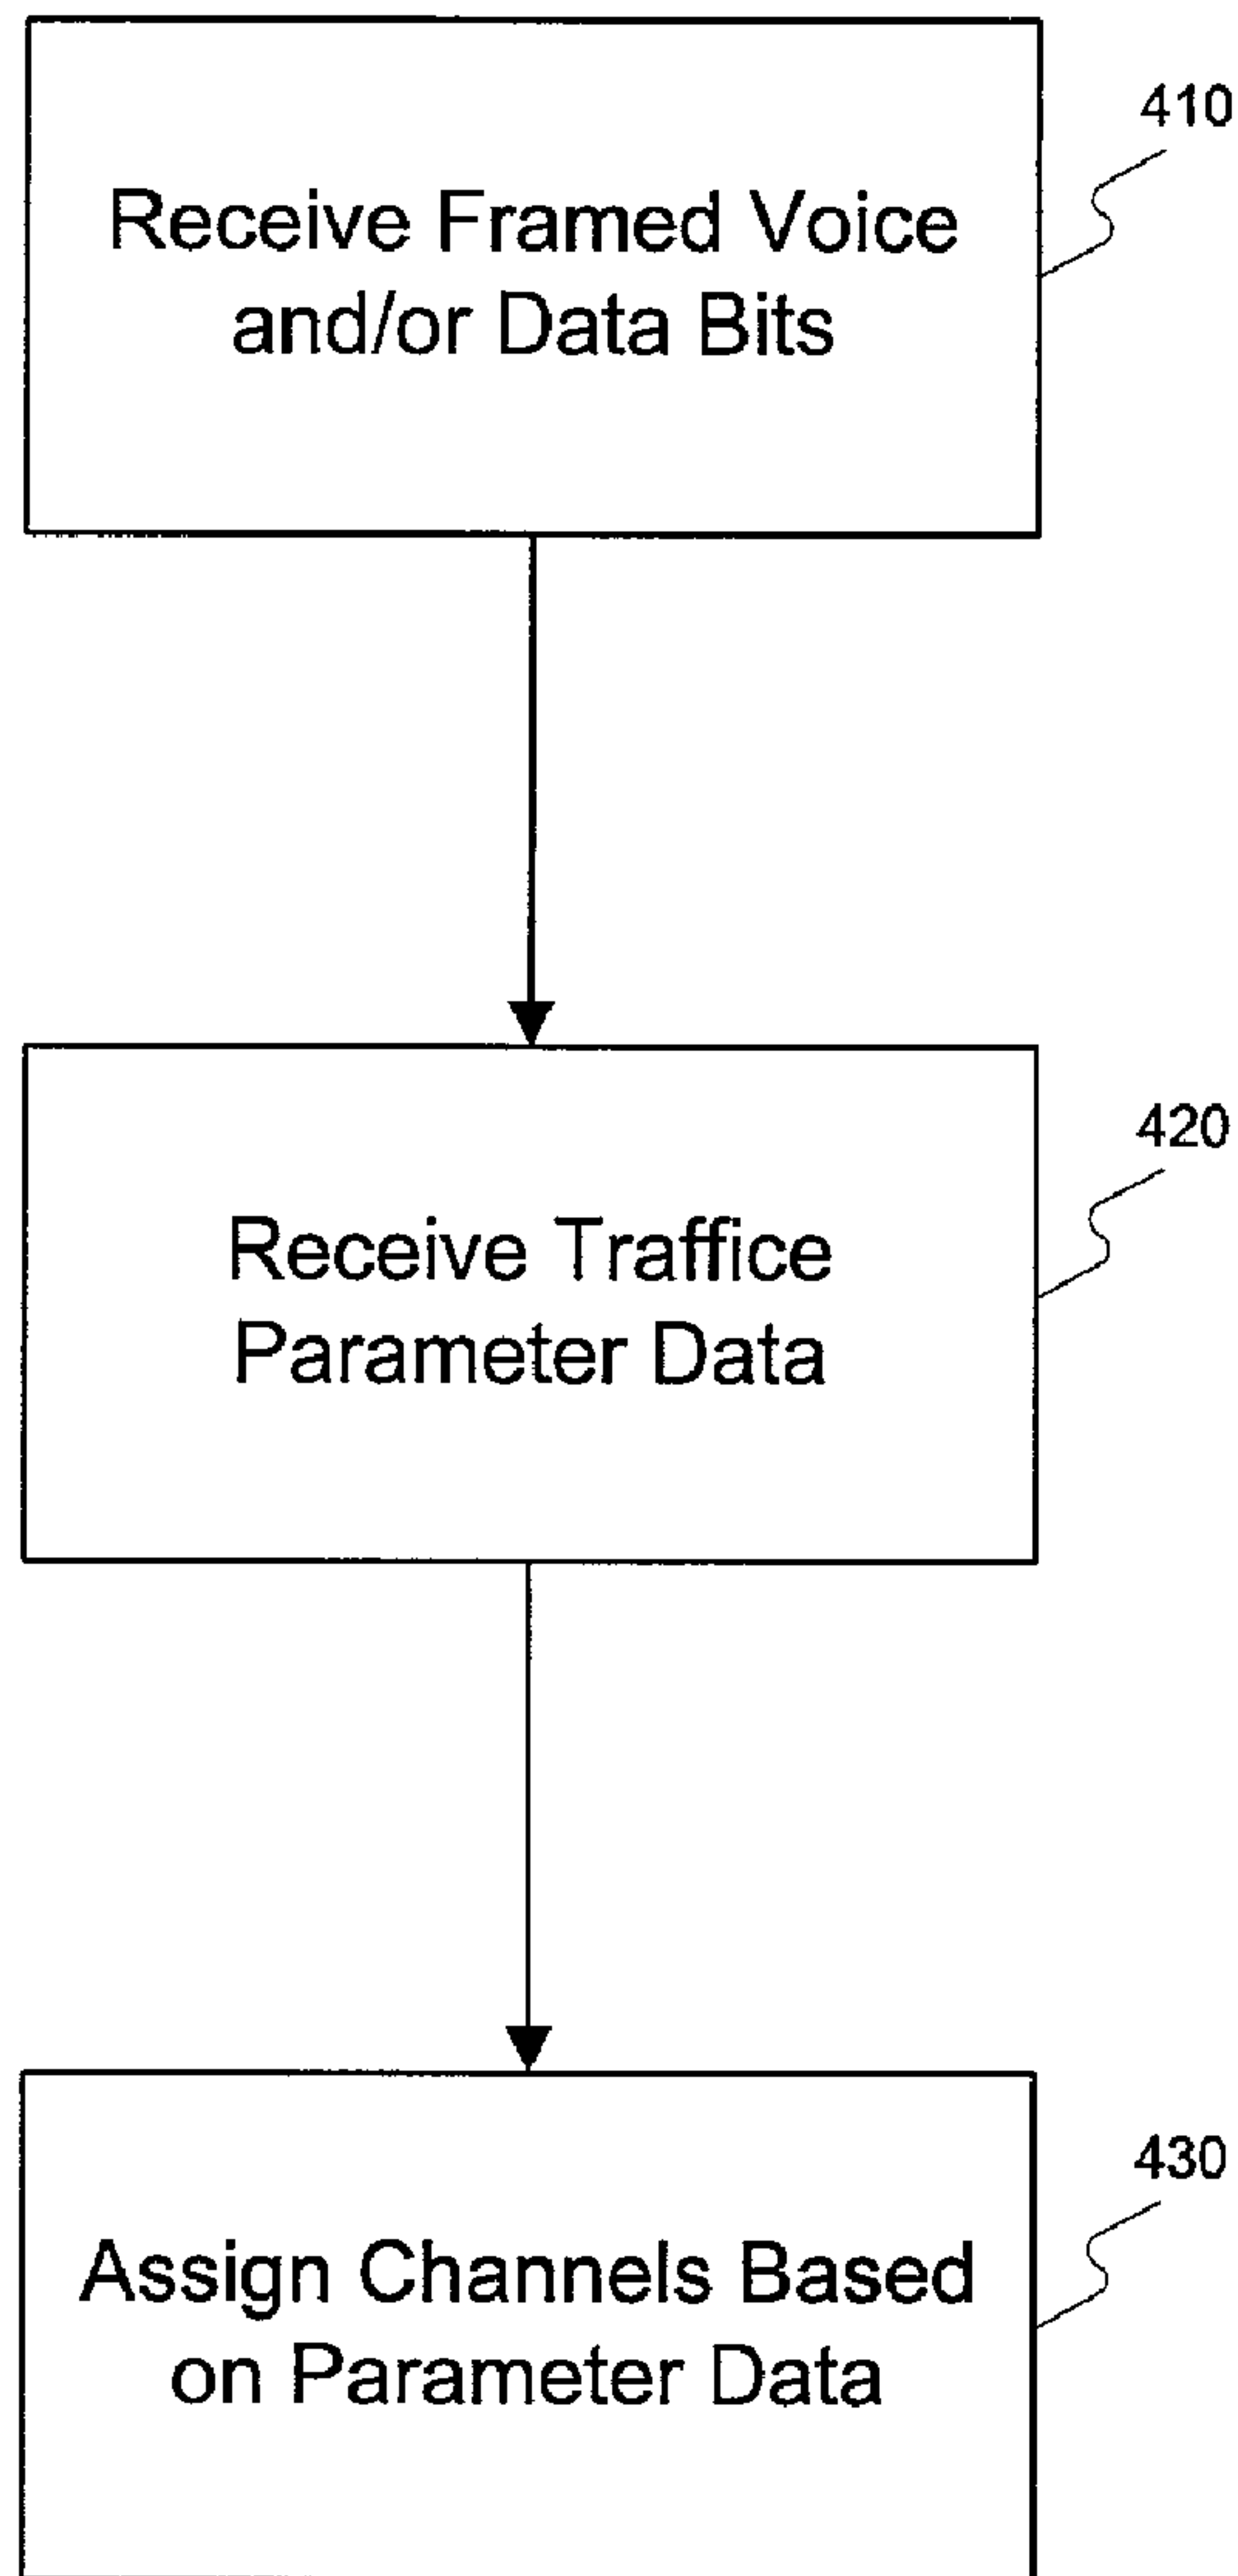 410
Receive Framed Voice
and/or Data Bits
420
Receive Traffice
Parameter Data
430
Assign Channels Based
on Parameter Data